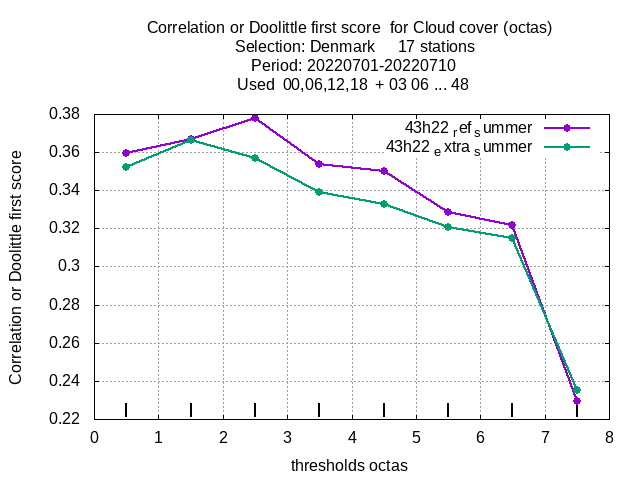 Correlation or Doolittle first score  for Cloud cover (octas)
Selection: Denmark     17 stations
Period: 20220701-20220710
Used  00,06,12,18  + 03 06 ... 48
43h22 ref summer
43h22 extra summer
0.38
0.36
0.34
0.32
0.3
0.28
0.26
0.24
0.22
Correlation or Doolittle first score
0 1 2 3 4 5 6 7 8
thresholds octas